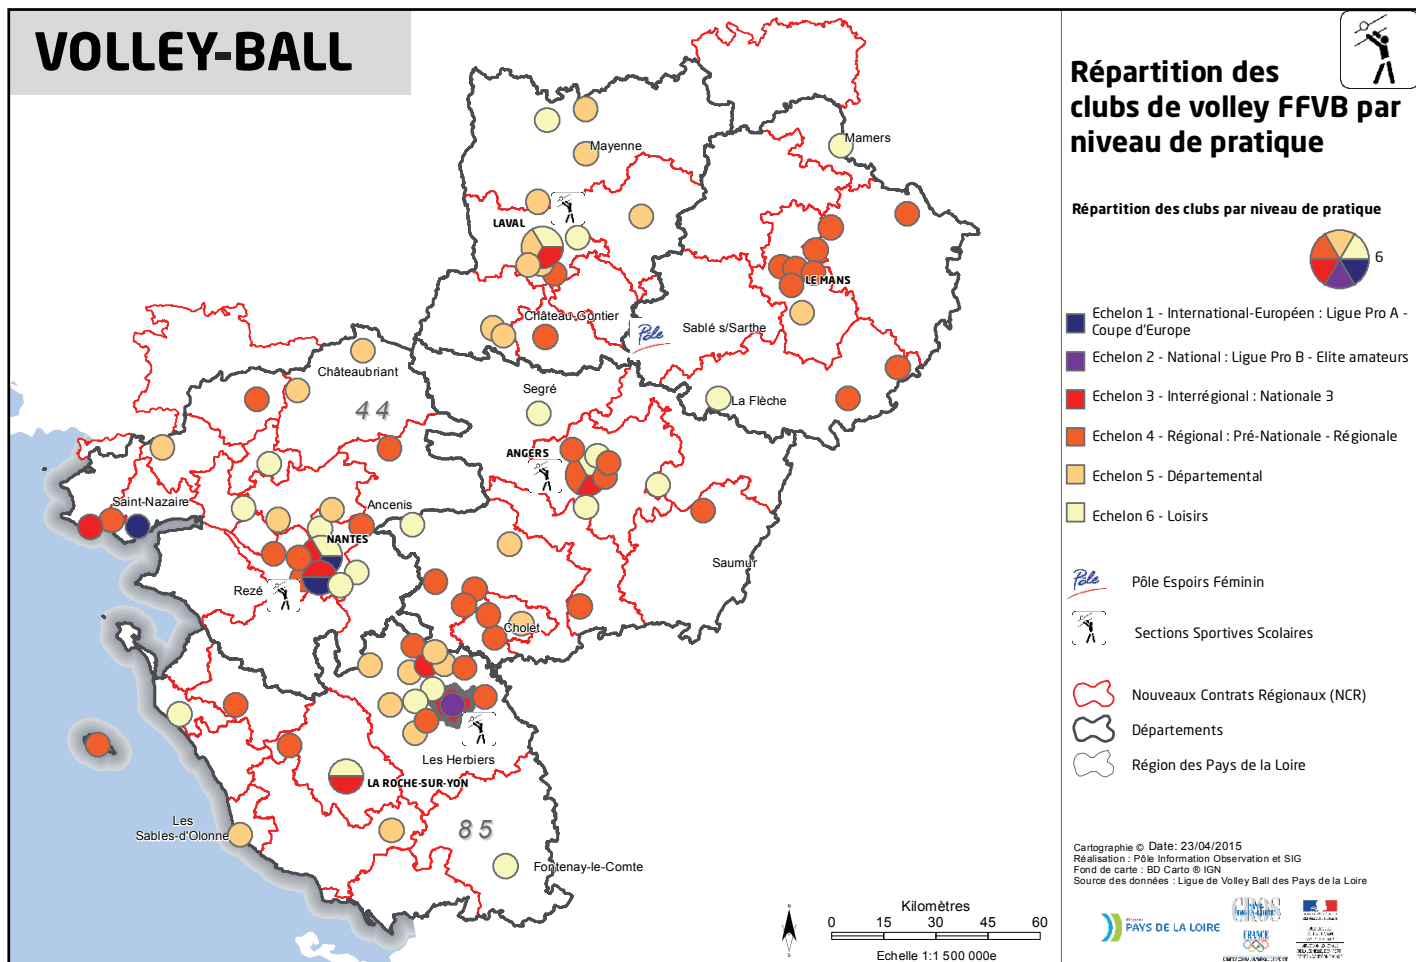 VOLLEY-BALL
Répartition des
clubs de volley FFVB par
niveau de pratique
Répartition des clubs par niveau de pratique
6
Echelon 1 - International-Européen : Ligue Pro A -
Coupe d'Europe
Echelon 2 - National : Ligue Pro B - Elite amateurs
Echelon 3 - Interrégional : Nationale 3
Echelon 4 - Régional : Pré-Nationale - Régionale
Echelon 5 - Départemental
Echelon 6 - Loisirs
Pôle
Pôle Espoirs Féminin
Sections Sportives Scolaires
Nouveaux Contrats Régionaux (NCR)
Départements
Région des Pays de la Loire
Mamers
Mayenne
LAVAL
LE MANS
Château-Gontier
Pôle
Sablé s/Sarthe
Châteaubriant
44
Segré
La Flèche
ANGERS
Saint-Nazaire
Ancenis
NANTES
Saumur
Rezé
Cholet
Les Herbiers
LA ROCHE-SUR-YON
Les
Sables-d'Olonne
85
Fontenay-le-Comte
N
S
Kilomètres
0 15 30 45 60
Echelle 1:1 500 000e
Cartographie © Date: 23/04/2015
Réalisation : Pôle Information Observation et SIG
Fond de carte : BD Carto ® IGN
Source des données : Ligue de Volley Ball des Pays de la Loire
PAYS DE LA LOIRE
CROS
FRANCE